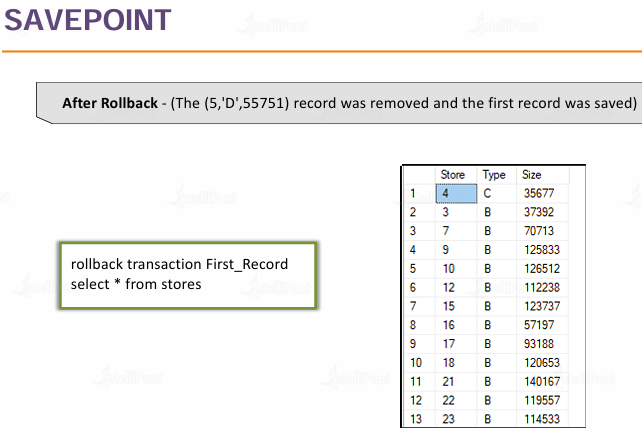 SAVEPOINT
After Rollback - (The (5,'D',55751) record was removed and the first record was saved)
rollback transaction First_Record
select * from stores
Store Type Size
1 4 C 35677
2 3 B 37392
3 7 B 70713
4 9 B 125833
5 10 B 126512
6 12 B 112238
7 15 B 123737
8 16 B 57197
9 17 B 93188
10 18 B 120653
11 21 B 140167
12 22 B 119557
13 23 B 114533